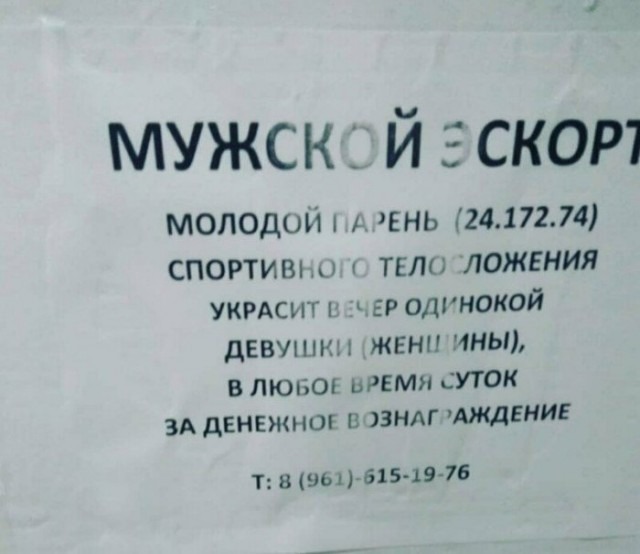 МУЖСКОЙ ЭСКОРТ
МОЛОДОЙ ПАРЕНЬ (24.172.74)
СПОРТИВНОГО ТЕЛОСЛОЖЕНИЯ
УКРАСИТ ВЕЧЕР ОДИНОКОЙ
ДЕВУШКИ (ЖЕНЩИНЫ),
В ЛЮБОЕ ВРЕМЯ СУТОК
ЗА ДЕНЕЖНОЕ ВОЗНАГРАЖДЕНИЕ
Т: 8 (961)-615-19-76